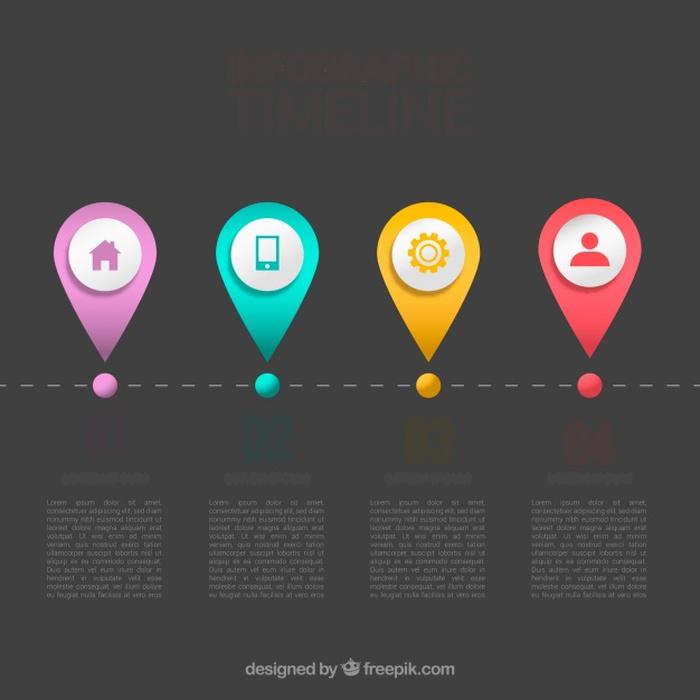 INFOGRAPHIC
TIMELINE
01
02
03
04
Lorem ipsum dolor sit amet,
consectetuer adipiscing elit, sed diam
nonummy nibh euismod tincidunt ut
laoreet dolore magna aliquam erat
volutpat. Ut wisi enim ad minim
veniam, quis nostrud exerci tation
ullamcorper suscipit lobortis nisl ut
aliquip ex ea commodo consequat.
Duis autem vel eum iriure dolor in
hendrerit in vulputate velit esse
molestie consequat, vel illum dolore
eu feugiat nulla facilisis at vero eros
Lorem ipsum dolor sit amet,
consectetuer adipiscing elit, sed diam
nonummy nibh euismod tincidunt ut
laoreet dolore magna aliquam erat
volutpat. Ut wisi enim ad minim
veniam, quis nostrud exerci tation
ullamcorper suscipit lobortis nisl ut
aliquip ex ea commodo consequat.
Duis autem vel eum iriure dolor in
hendrerit in vulputate velit esse
molestie consequat, vel illum dolore
eu feugiat nulla facilisis at vero eros
Lorem ipsum dolor sit amet,
consectetuer adipiscing elit, sed diam
nonummy nibh euismod tincidunt ut
laoreet dolore magna aliquam erat
volutpat. Ut wisi enim ad minim
veniam, quis nostrud exerci tation
ullamcorper suscipit lobortis nisl ut
aliquip ex ea commodo consequat.
Duis autem vel eum iriure dolor in
hendrerit in vulputate velit esse
molestie consequat, vel illum dolore
eu feugiat nulla facilisis at vero eros
Lorem ipsum dolor sit amet,
consectetuer adipiscing elit, sed diam
nonummy nibh euismod tincidunt ut
laoreet dolore magna aliquam erat
volutpat. Ut wisi enim ad minim
veniam, quis nostrud exerci tation
ullamcorper suscipit lobortis nisl ut
aliquip ex ea commodo consequat.
Duis autem vel eum iriure dolor in
hendrerit in vulputate velit esse
molestie consequat, vel illum dolore
eu feugiat nulla facilisis at vero eros
designed by freepik.com